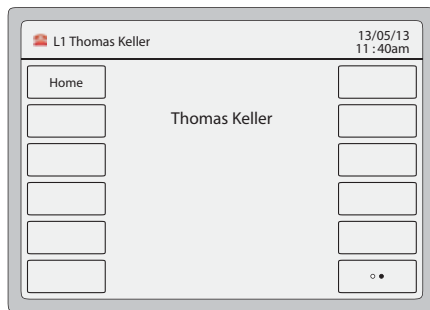 L1 Thomas Keller
13/05/13
11 :40am
Home
Thomas Keller